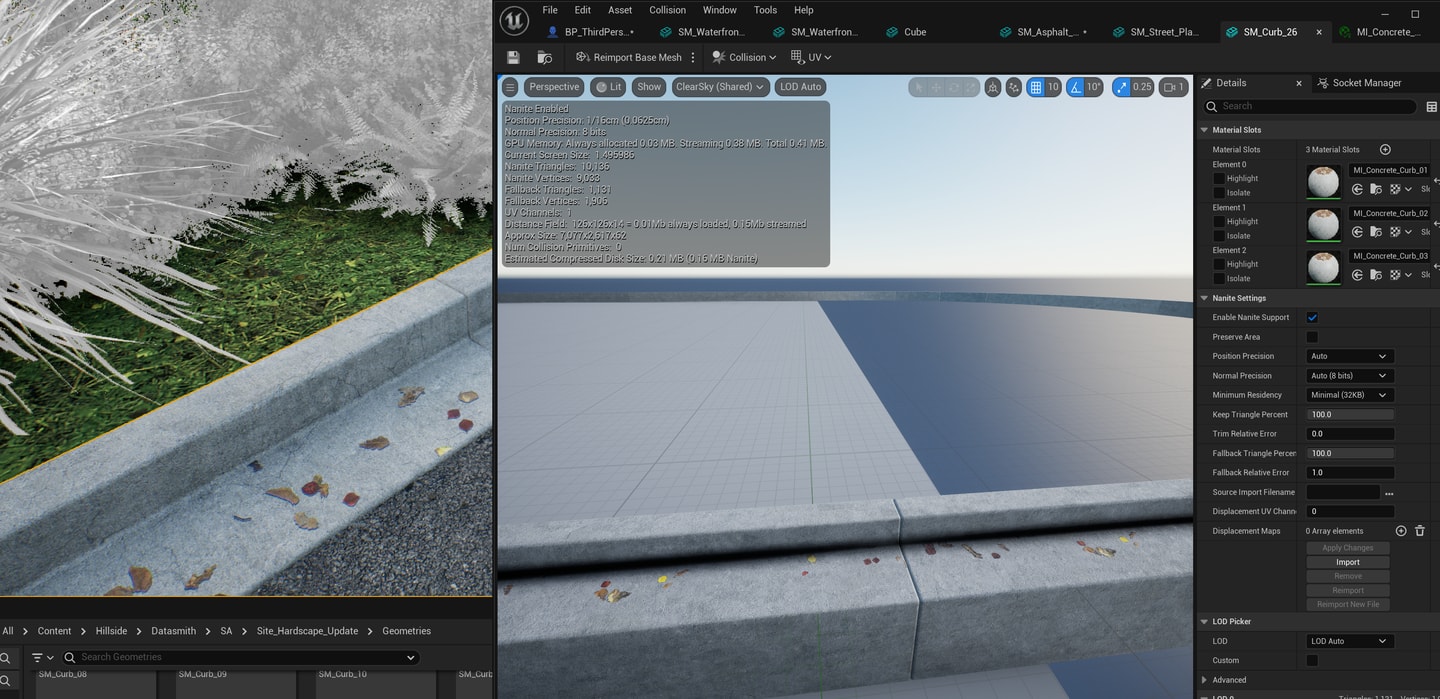 File Edit Asset Collision Window Tools Help
BP_ThirdPers...• SM_Waterfron... SM_Waterfron... Cube SM_Asphalt_...• SM_Street_Pla... SM_Curb_26 × MI_Concrete_...
Reimport Base Mesh Collision UV
Perspective Lit Show ClearSky (Shared) LOD Auto 10 10° 0.25 1
Nanite Enabled
Position Precision: 1/16cm (0.0625cm)
Normal Precision: 8 bits
GPU Memory: Always allocated 0.03 MB. Streaming 0.38 MB. Total 0.41 MB.
Current Screen Size: 1.495986
Nanite Triangles: 10,136
Nanite Vertices: 9,033
Fallback Triangles: 1,131
Fallback Vertices: 1,906
UV Channels: 1
Distance Field: 126x126x14 = 0.01Mb always loaded, 0.15Mb streamed
Approx Size: 7,077x2,617x62
Num Collision Primitives: 0
Estimated Compressed Disk Size: 0.21 MB (0.16 MB Nanite)
Details × Socket Manager
Search
Material Slots
Material Slots 3 Material Slots
Element 0
Highlight
Isolate
MI_Concrete_Curb_01
Element 1
Highlight
Isolate
MI_Concrete_Curb_02
Element 2
Highlight
Isolate
MI_Concrete_Curb_03
Nanite Settings
Enable Nanite Support
Preserve Area
Position Precision Auto
Normal Precision Auto (8 bits)
Minimum Residency Minimal (32KB)
Keep Triangle Percent 100.0
Trim Relative Error 0.0
Fallback Triangle Percen 100.0
Fallback Relative Error 1.0
Source Import Filename ...
Displacement UV Chann 0
Displacement Maps 0 Array elements
Apply Changes
Import
Remove
Reimport
Reimport New File
LOD Picker
LOD LOD Auto
Custom
Advanced
All > Content > Hillside > Datasmith > SA > Site_Hardscape_Update > Geometries
Search Geometries
SM_Curb_08 SM_Curb_09 SM_Curb_10 SM_Curb